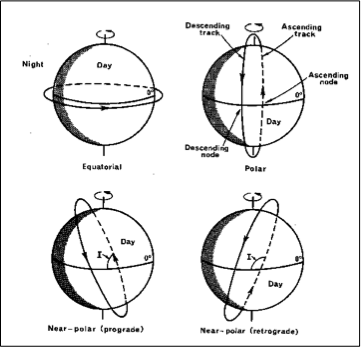 Night
Day
0°
Equatorial
Descending
track
Ascending
track
Ascending
node
0°
Day
Descending
node
Polar
Day
I
0°
Near-polar (prograde)
Day
I
0°
Day
Near-polar (retrograde)